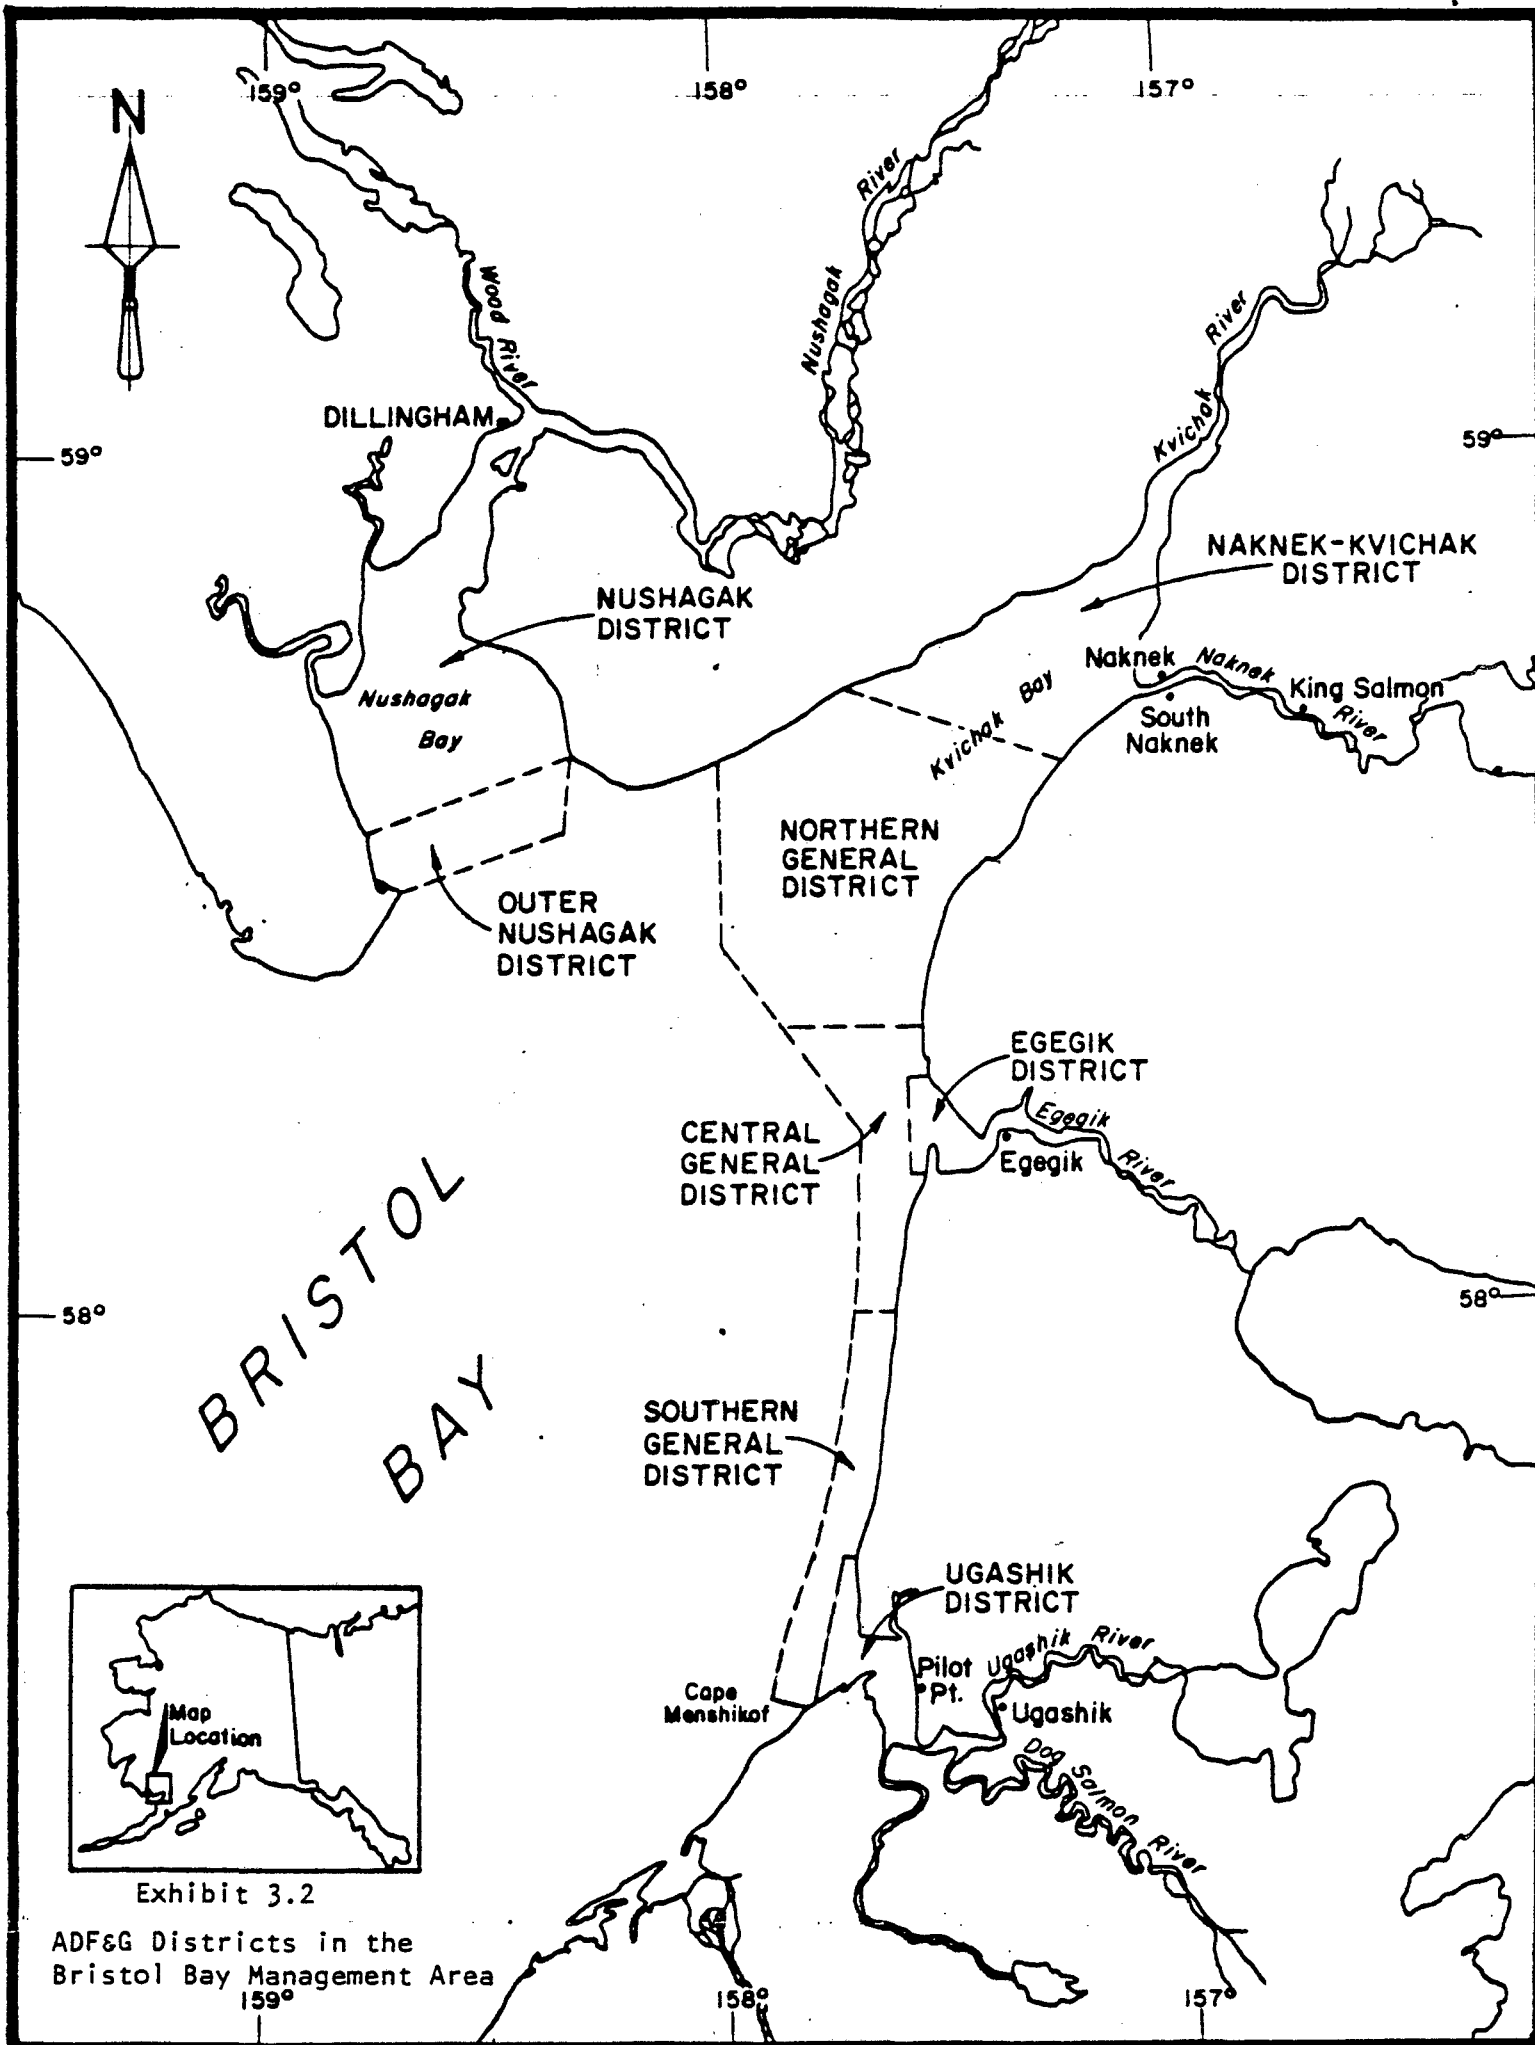 159°
158°
157°
N
River
Nushagak
Wood River
River
Kvichak
DILLINGHAM
59°
59°
NAKNEK-KVICHAK
DISTRICT
NUSHAGAK
DISTRICT
Nushagak
Bay
Kvichak Bay
Naknek
Naknek
River
King Salmon
South
Naknek
NORTHERN
GENERAL
DISTRICT
OUTER
NUSHAGAK
DISTRICT
EGEGIK
DISTRICT
Egegik
River
Egegik
CENTRAL
GENERAL
DISTRICT
BRISTOL
BAY
58°
58°
SOUTHERN
GENERAL
DISTRICT
UGASHIK
DISTRICT
Ugashik River
Pilot
Pt.
Ugashik
Cape
Menshikof
Dog Salmon River
Map
Location
Exhibit 3.2
ADF&G Districts in the
Bristol Bay Management Area
159°
158°
157°